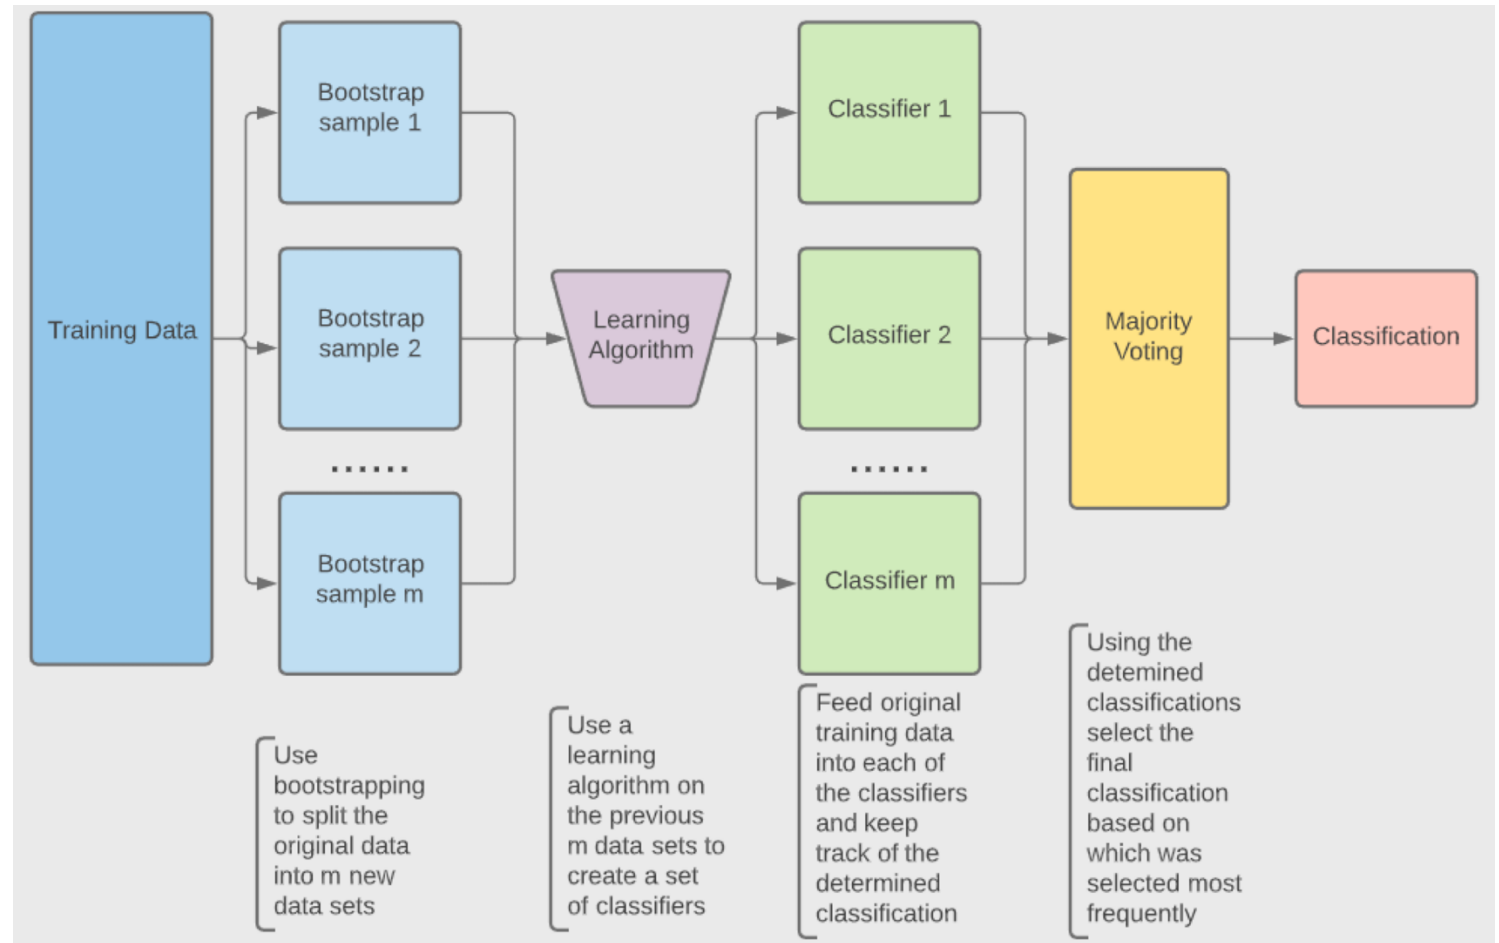 Training Data
Bootstrap
sample 1
Bootstrap
sample 2
......
Bootstrap
sample m
Learning
Algorithm
Classifier 1
Classifier 2
......
Classifier m
Majority
Voting
Classification
Use
bootstrapping
to split the
original data
into m new
data sets
Use a
learning
algorithm on
the previous
m data sets to
create a set
of classifiers
Feed original
training data
into each of
the classifiers
and keep
track of the
determined
classification
Using the
detemined
classifications
select the
final
classification
based on
which was
selected most
frequently